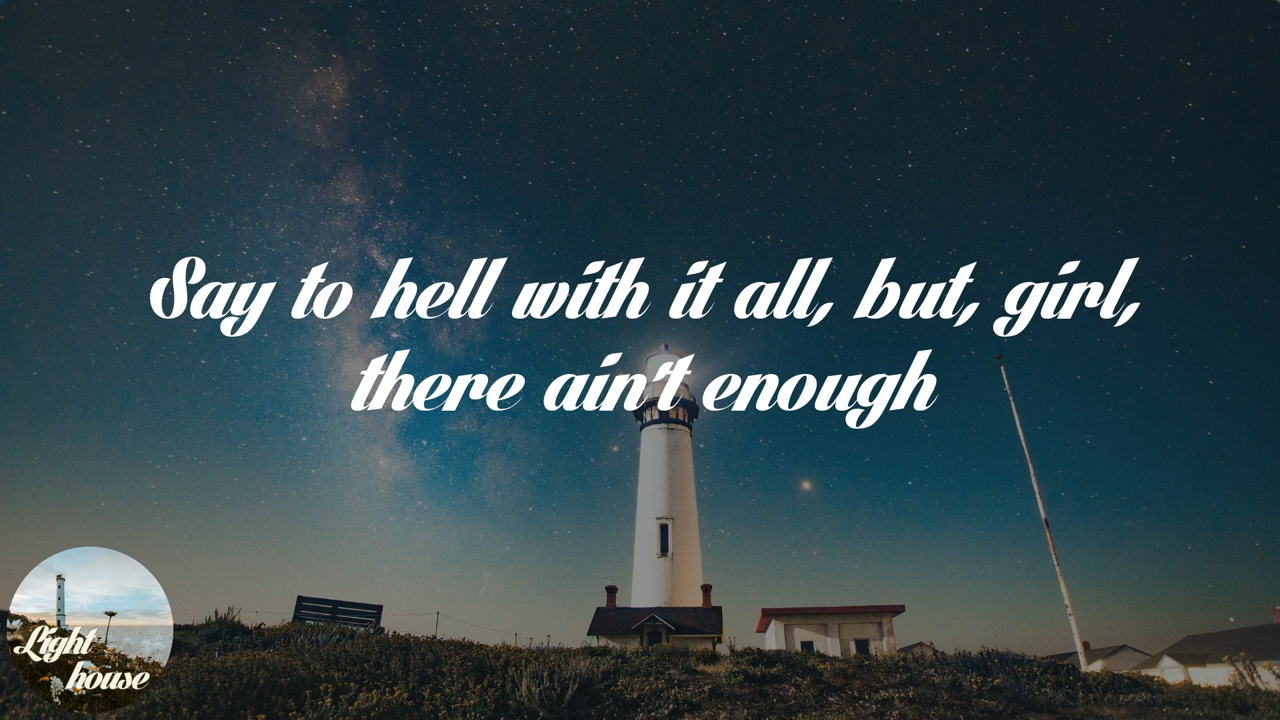 Say to hell with it all, but, girl,
there ain't enough
Light
house